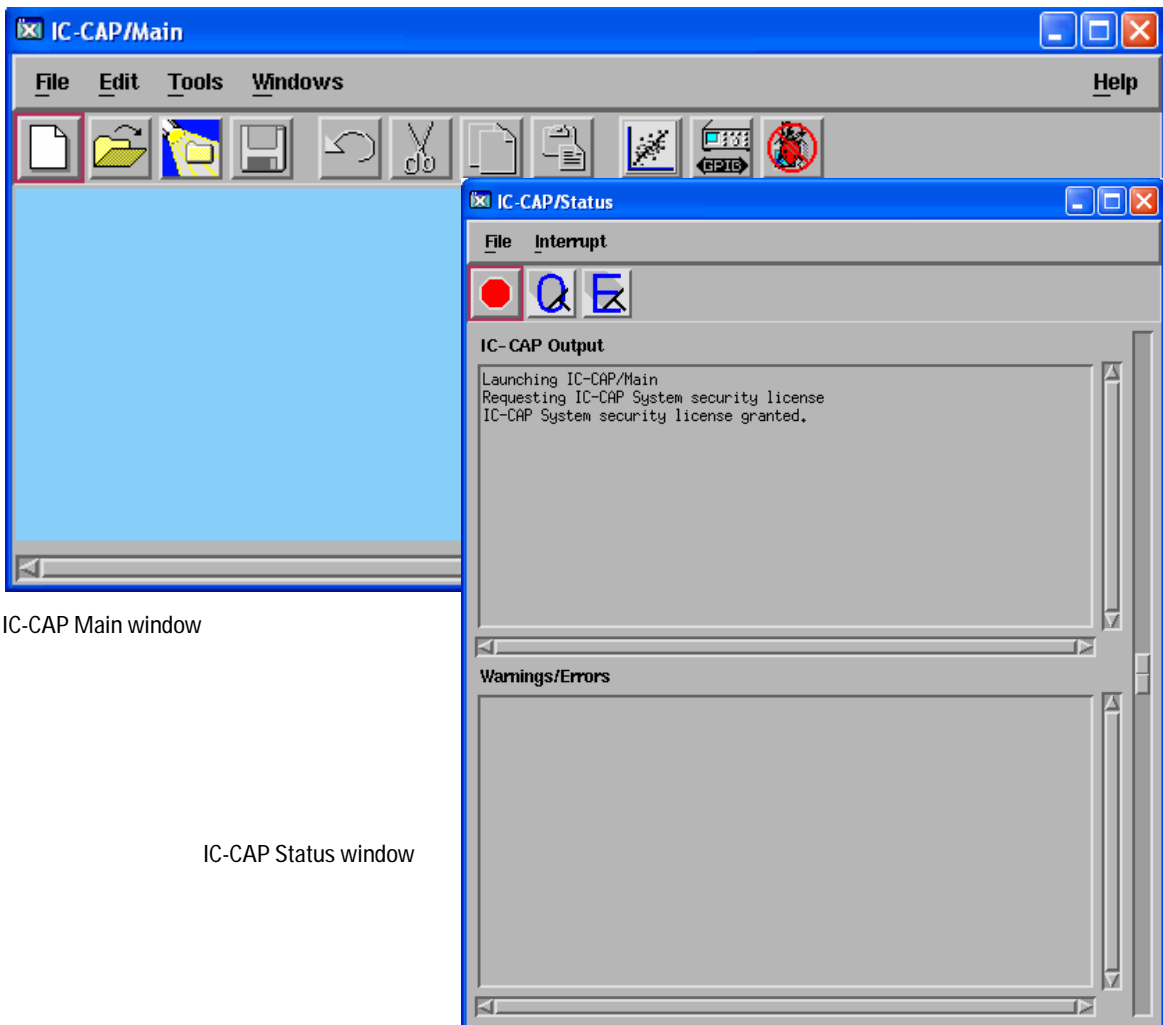 IC-CAP/Main
File Edit Tools Windows Help
GPIB
IC-CAP/Status
File Interrupt
IC-CAP Output
Launching IC-CAP/Main
Requesting IC-CAP System security license
IC-CAP System security license granted.
IC-CAP Main window
Warnings/Errors
IC-CAP Status window